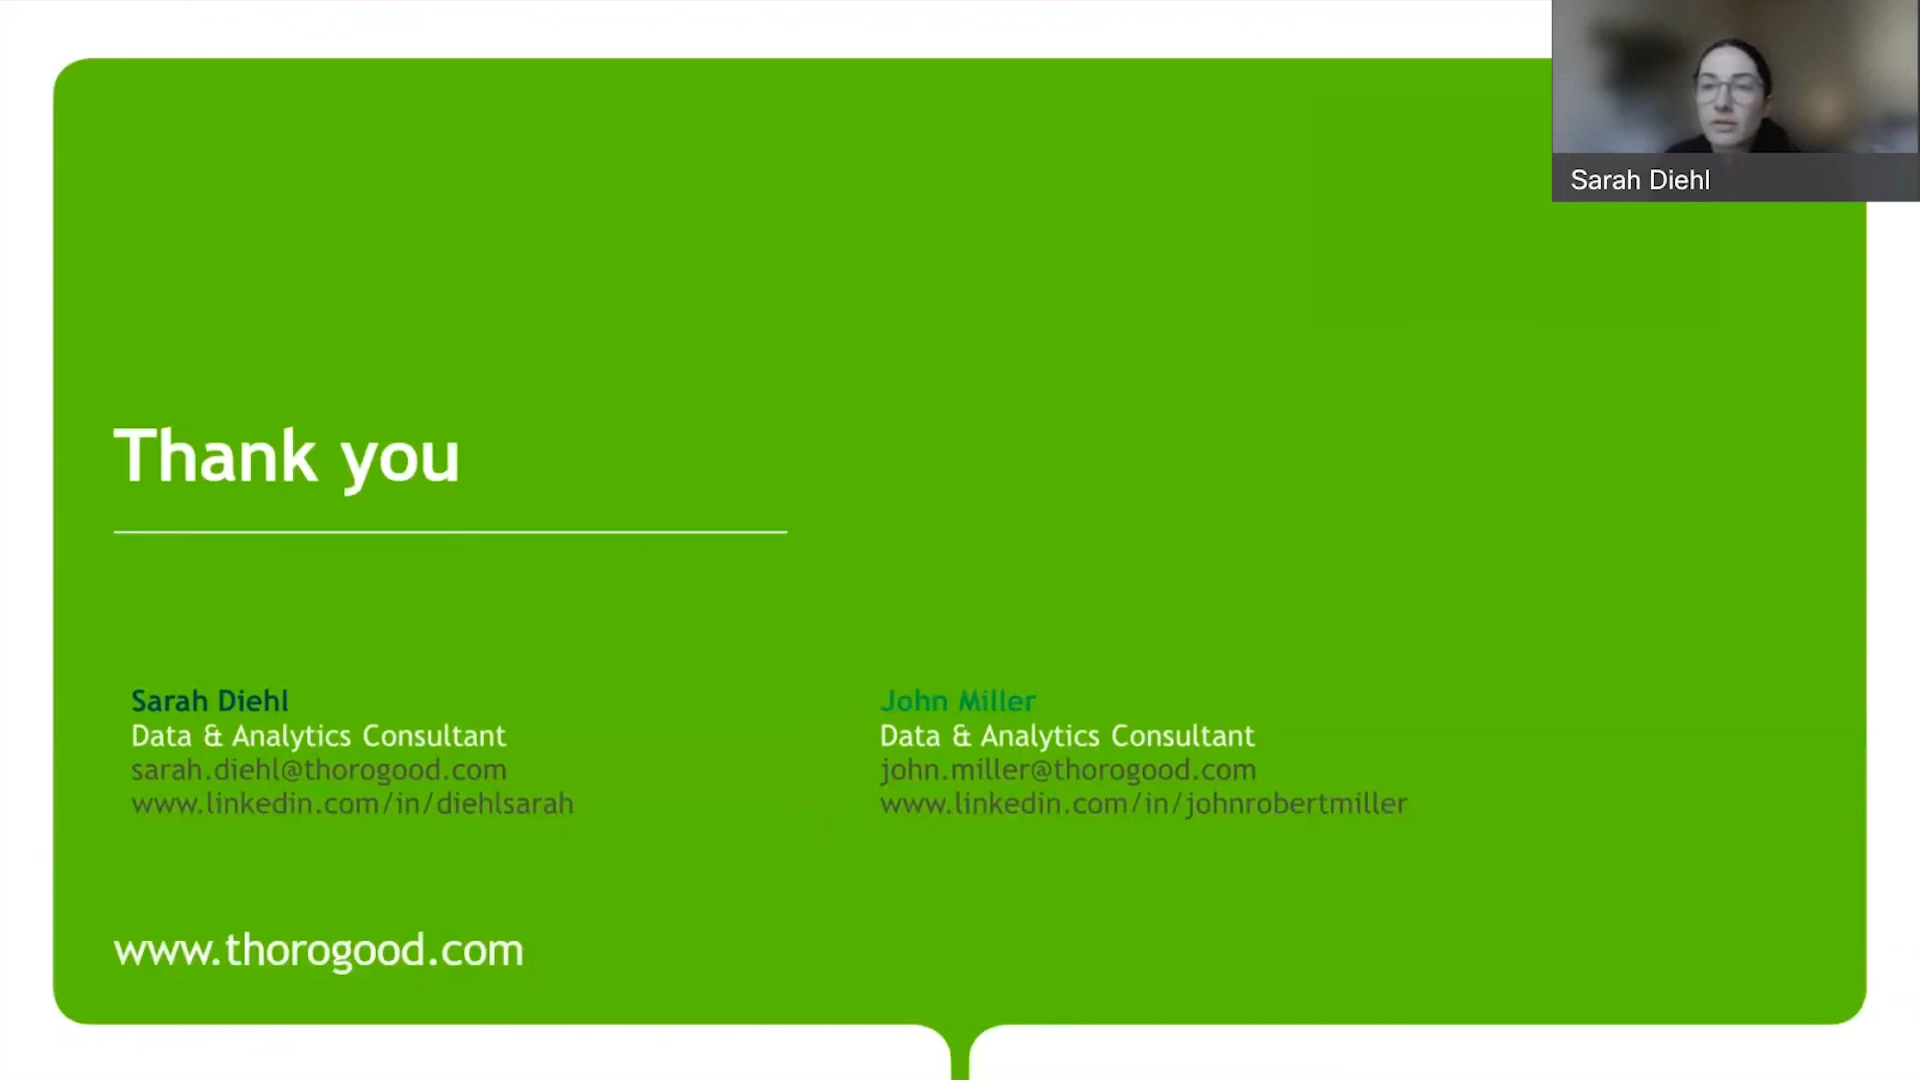 Sarah Diehl
Thank you
Sarah Diehl
Data & Analytics Consultant
sarah.diehl@thorogood.com
www.linkedin.com/in/diehlsarah
John Miller
Data & Analytics Consultant
john.miller@thorogood.com
www.linkedin.com/in/johnrobertmiller
www.thorogood.com